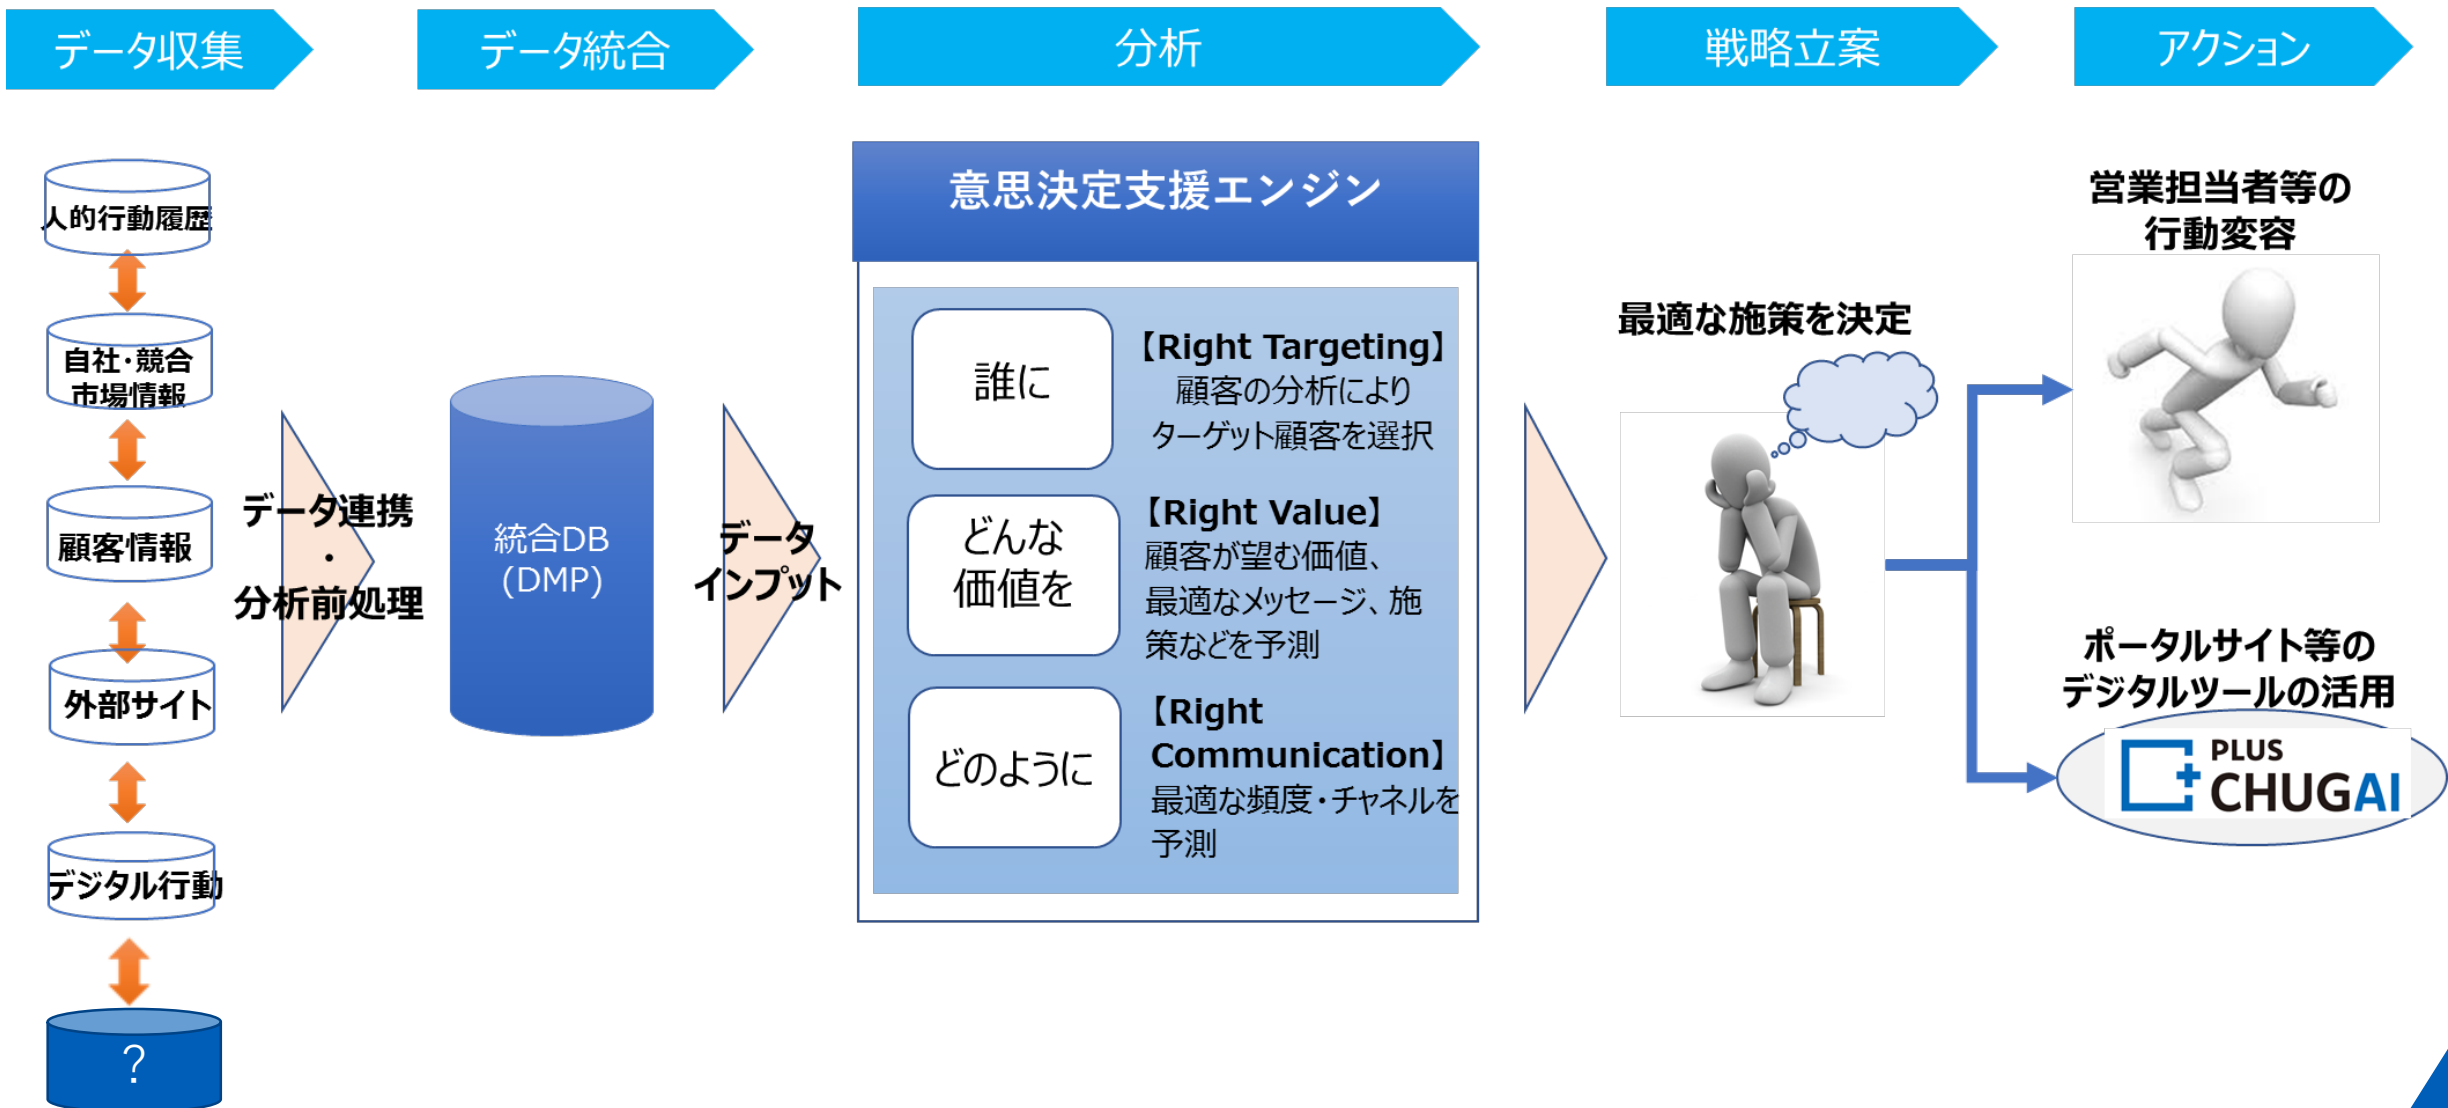 データ収集
データ統合
分析
戦略立案
アクション
人的行動履歴
自社・競合
市場情報
顧客情報
外部サイト
デジタル行動
?
データ連携
・
分析前処理
統合DB
(DMP)
データ
インプット
意思決定支援エンジン
誰に
【Right Targeting】
顧客の分析により
ターゲット顧客を選択
どんな
価値を
【Right Value】
顧客が望む価値、
最適なメッセージ、施
策などを予測
どのように
【Right
Communication】
最適な頻度・チャネルを
予測
最適な施策を決定
営業担当者等の
行動変容
ポータルサイト等の
デジタルツールの活用
PLUS
CHUGAI